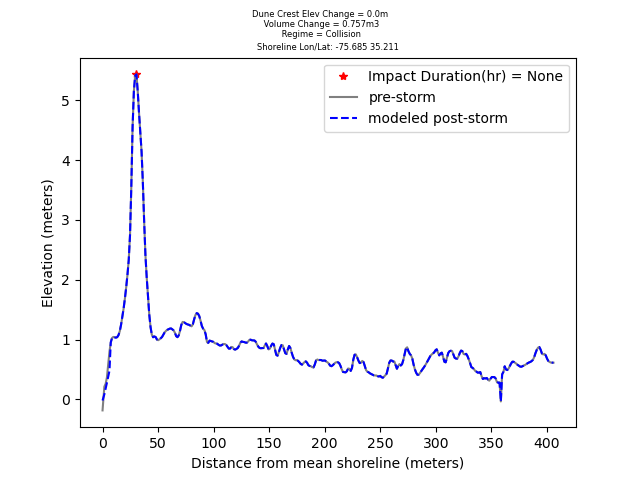 Dune Crest Elev Change = 0.0m
Volume Change = 0.757m3
Regime = Collision
Shoreline Lon/Lat: -75.685 35.211
Impact Duration(hr) = None
pre-storm
modeled post-storm
Elevation (meters)
5
4
3
2
1
0
0 50 100 150 200 250 300 350 400
Distance from mean shoreline (meters)